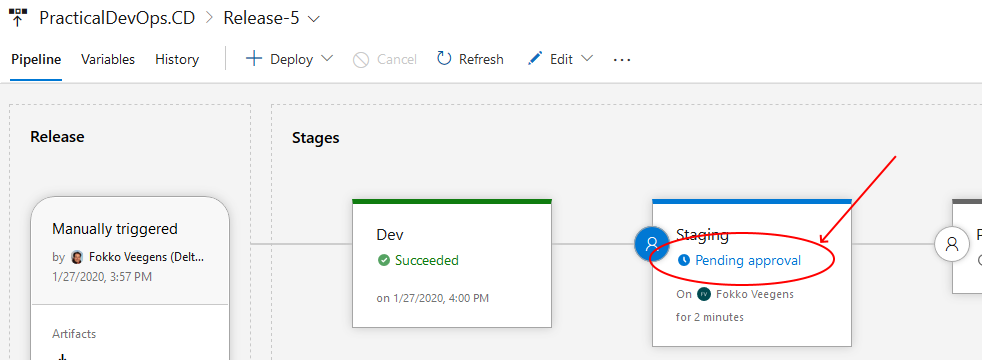 PracticalDevOps.CD > Release-5
Pipeline Variables History + Deploy Cancel Refresh Edit ...
Release
Manually triggered
by Fokko Veegens (Delt...
1/27/2020, 3:57 PM
Artifacts
Stages
Dev
Succeeded
on 1/27/2020, 4:00 PM
Staging
Pending approval
On FV Fokko Veegens
for 2 minutes